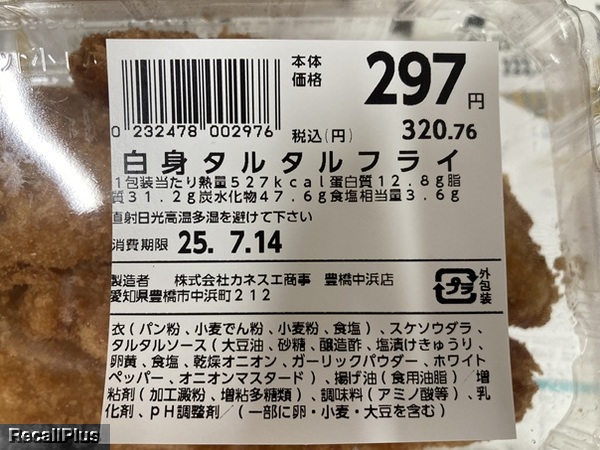 本体価格 297円
0 232478 002976
税込(円) 320.76
白身タルタルフライ
1包装当たり熱量527kcal蛋白質12.8g脂
質31.2g炭水化物47.6g食塩相当量3.6g
直射日光高温多湿を避けて下さい
消費期限 25. 7.14
製造者 株式会社カネスエ商事 豊橋中浜店
愛知県豊橋市中浜町212
プラ 外包装
衣(パン粉、小麦でん粉、小麦粉、食塩)、スケソウダラ、
タルタルソース(大豆油、砂糖、醸造酢、塩漬けきゅうり、
卵黄、食塩、乾燥オニオン、ガーリックパウダー、ホワイト
ペッパー、オニオンマスタード)、揚げ油(食用油脂)/増
粘剤(加工澱粉、増粘多糖類)、調味料(アミノ酸等)、乳
化剤、pH調整剤/(一部に卵・小麦・大豆を含む)
RecallPlus